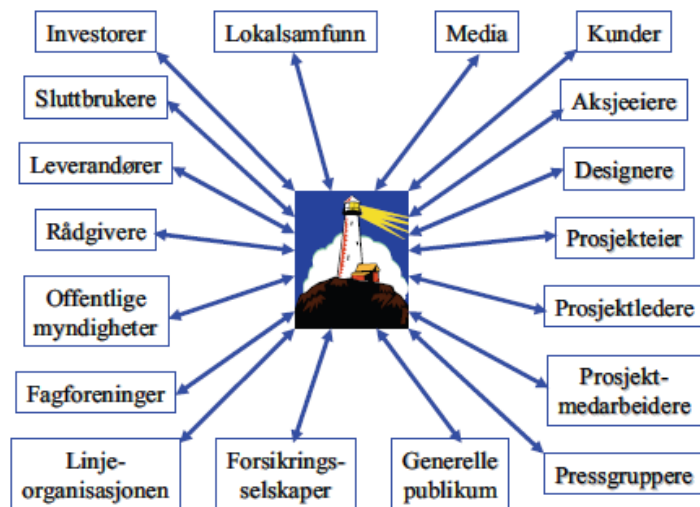 Investorer
Lokalsamfunn
Media
Kunder
Sluttbrukere
Aksjeeiere
Leverandører
Designere
Rådgivere
Prosjekteier
Offentlige
myndigheter
Prosjektledere
Fagforeninger
Prosjekt-
medarbeidere
Linje-
organisasjonen
Forsikrings-
selskaper
Generelle
publikum
Pressgruppere